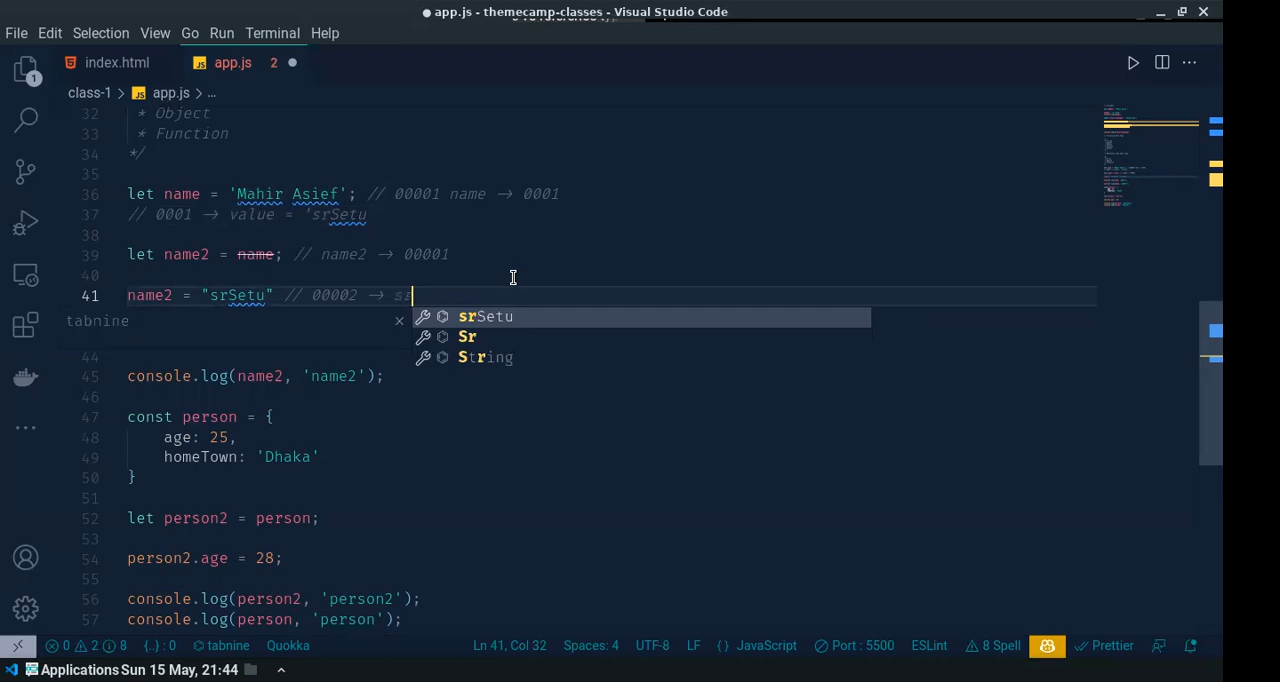 ● app.js - themecamp-classes - Visual Studio Code
File Edit Selection View Go Run Terminal Help
index.html
app.js 2 ●
class-1 > app.js > ...
32 * Object
33 * Function
34 */
35
36 let name = 'Mahir Asief'; // 00001 name → 0001
37 // 0001 → value = 'srSetu
38
39 let name2 = name; // name2 → 00001
40
41 name2 = "srSetu" // 00002 → sr
tabnine ×
srSetu
Sr
String
44
45 console.log(name2, 'name2');
46
47 const person = {
48 age: 25,
49 homeTown: 'Dhaka'
50 }
51
52 let person2 = person;
53
54 person2.age = 28;
55
56 console.log(person2, 'person2');
57 console.log(person, 'person');
0 2 8 {..} : 0 tabnine Quokka Ln 41, Col 32 Spaces: 4 UTF-8 LF { } JavaScript Port : 5500 ESLint 8 Spell Prettier
Applications Sun 15 May, 21:44